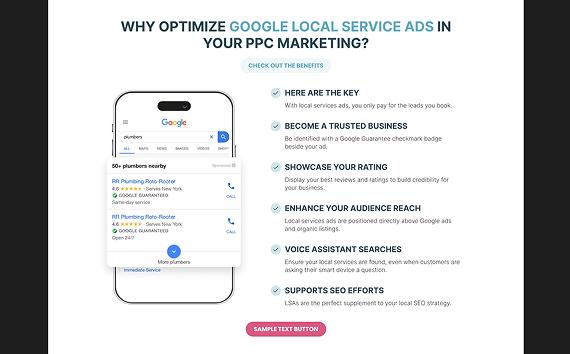 WHY OPTIMIZE GOOGLE LOCAL SERVICE ADS IN
YOUR PPC MARKETING?
CHECK OUT THE BENEFITS
Google
plumbers
ALL MAPS NEWS IMAGES VIDEOS
50+ plumbers nearby
Sponsored
RR Plumbing Roto-Rooter
4.6 ★★★★★ · Serves New York
GOOGLE GUARANTEED
Same-day service
CALL
RR Plumbing Roto-Rooter
4.6 ★★★★★ · Serves New York
GOOGLE GUARANTEED
Open 24/7
CALL
More plumbers
Immediate Service
HERE ARE THE KEY
With local services ads, you only pay for the leads you book.
BECOME A TRUSTED BUSINESS
Be identified with a Google Guarantee checkmark badge
beside your ad.
SHOWCASE YOUR RATING
Display your best reviews and ratings to build credibility for
your business.
ENHANCE YOUR AUDIENCE REACH
Local services ads are positioned directly above Google ads
and organic listings.
VOICE ASSISTANT SEARCHES
Ensure your local services are found, even when customers are
asking their smart device a question.
SUPPORTS SEO EFFORTS
LSAs are the perfect supplement to your local SEO strategy.
SAMPLE TEXT BUTTON